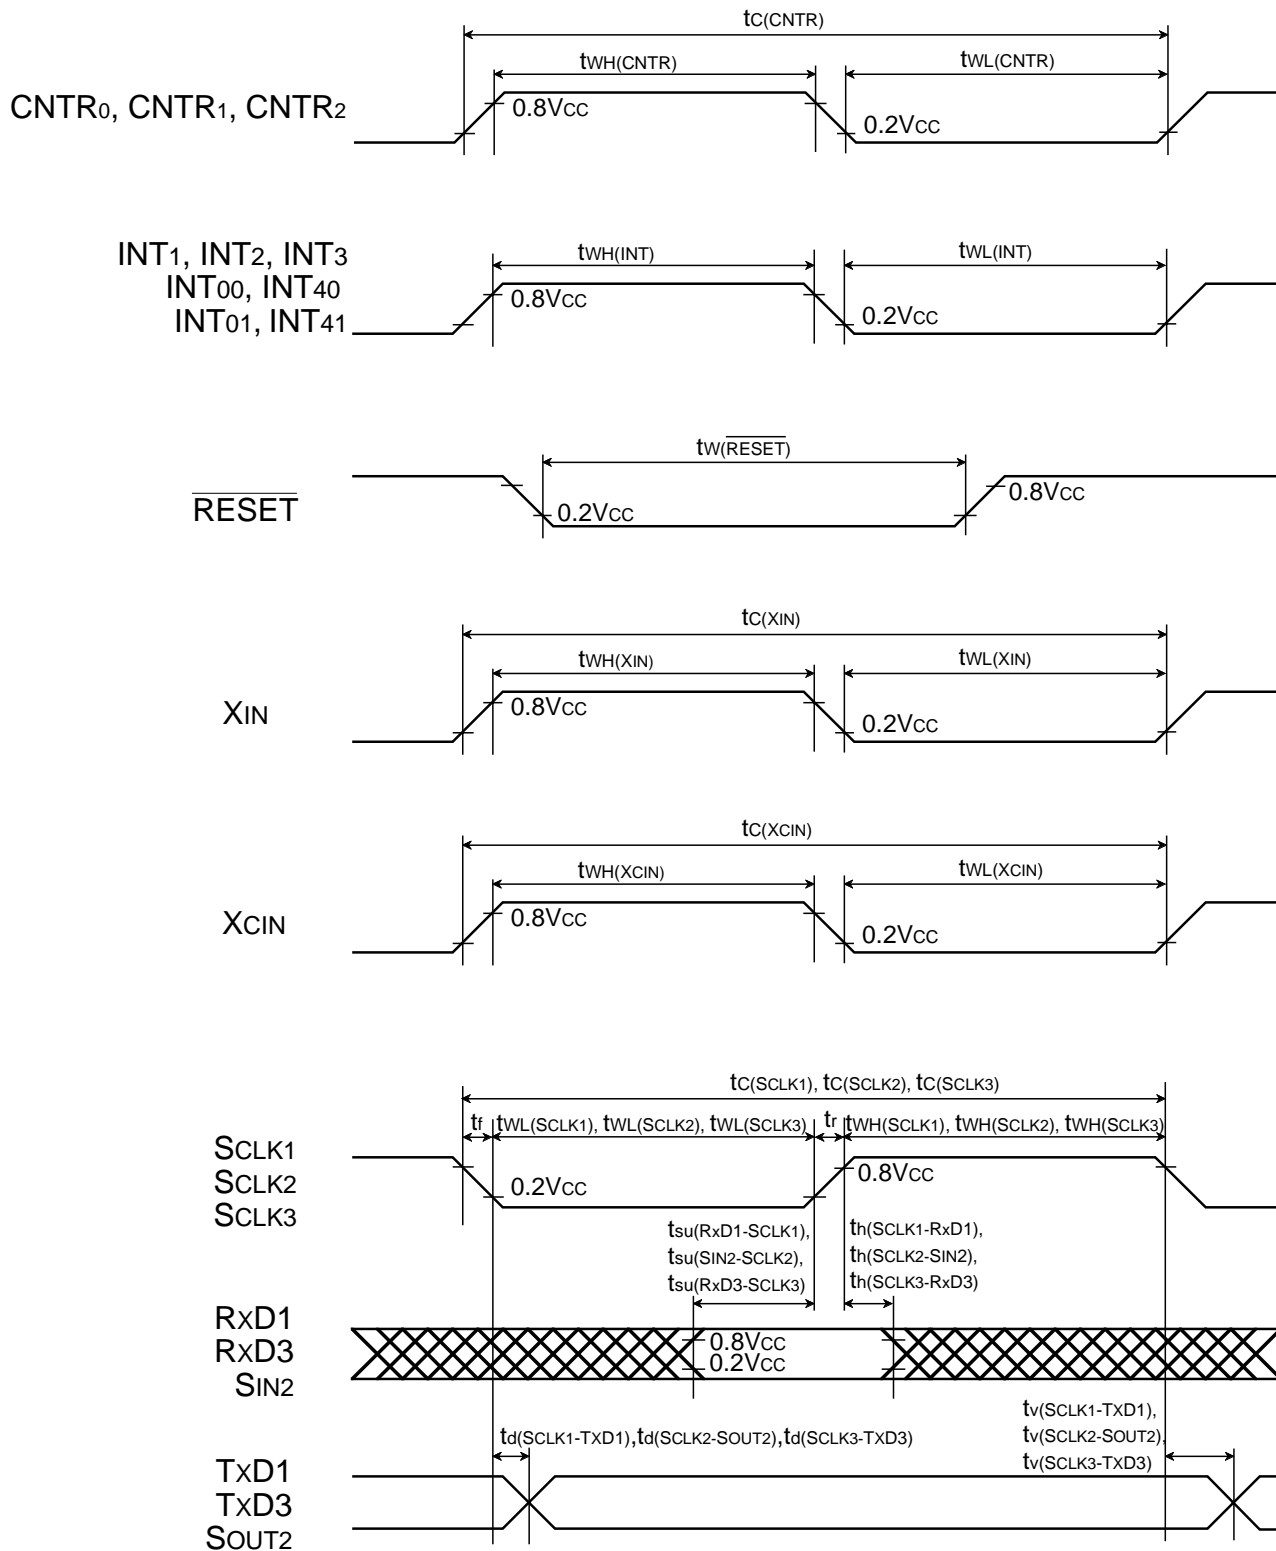 tC(CNTR)
tWH(CNTR)
tWL(CNTR)
CNTR0, CNTR1, CNTR2
0.8VCC
0.2VCC
INT1, INT2, INT3
INT00, INT40
INT01, INT41
tWH(INT)
tWL(INT)
0.8VCC
0.2VCC
tW(RESET)
RESET
0.2VCC
0.8VCC
tC(XIN)
tWH(XIN)
tWL(XIN)
XIN
0.8VCC
0.2VCC
tC(XCIN)
tWH(XCIN)
tWL(XCIN)
XCIN
0.8VCC
0.2VCC
tC(SCLK1), tC(SCLK2), tC(SCLK3)
tf
tWL(SCLK1), tWL(SCLK2), tWL(SCLK3)
tr
tWH(SCLK1), tWH(SCLK2), tWH(SCLK3)
SCLK1
SCLK2
SCLK3
0.2VCC
0.8VCC
tsu(RxD1-SCLK1),
tsu(SIN2-SCLK2),
tsu(RxD3-SCLK3)
th(SCLK1-RxD1),
th(SCLK2-SIN2),
th(SCLK3-RxD3)
RXD1
RXD3
SIN2
0.8VCC
0.2VCC
td(SCLK1-TXD1),td(SCLK2-SOUT2),td(SCLK3-TXD3)
tv(SCLK1-TXD1),
tv(SCLK2-SOUT2),
tv(SCLK3-TXD3)
TXD1
TXD3
SOUT2